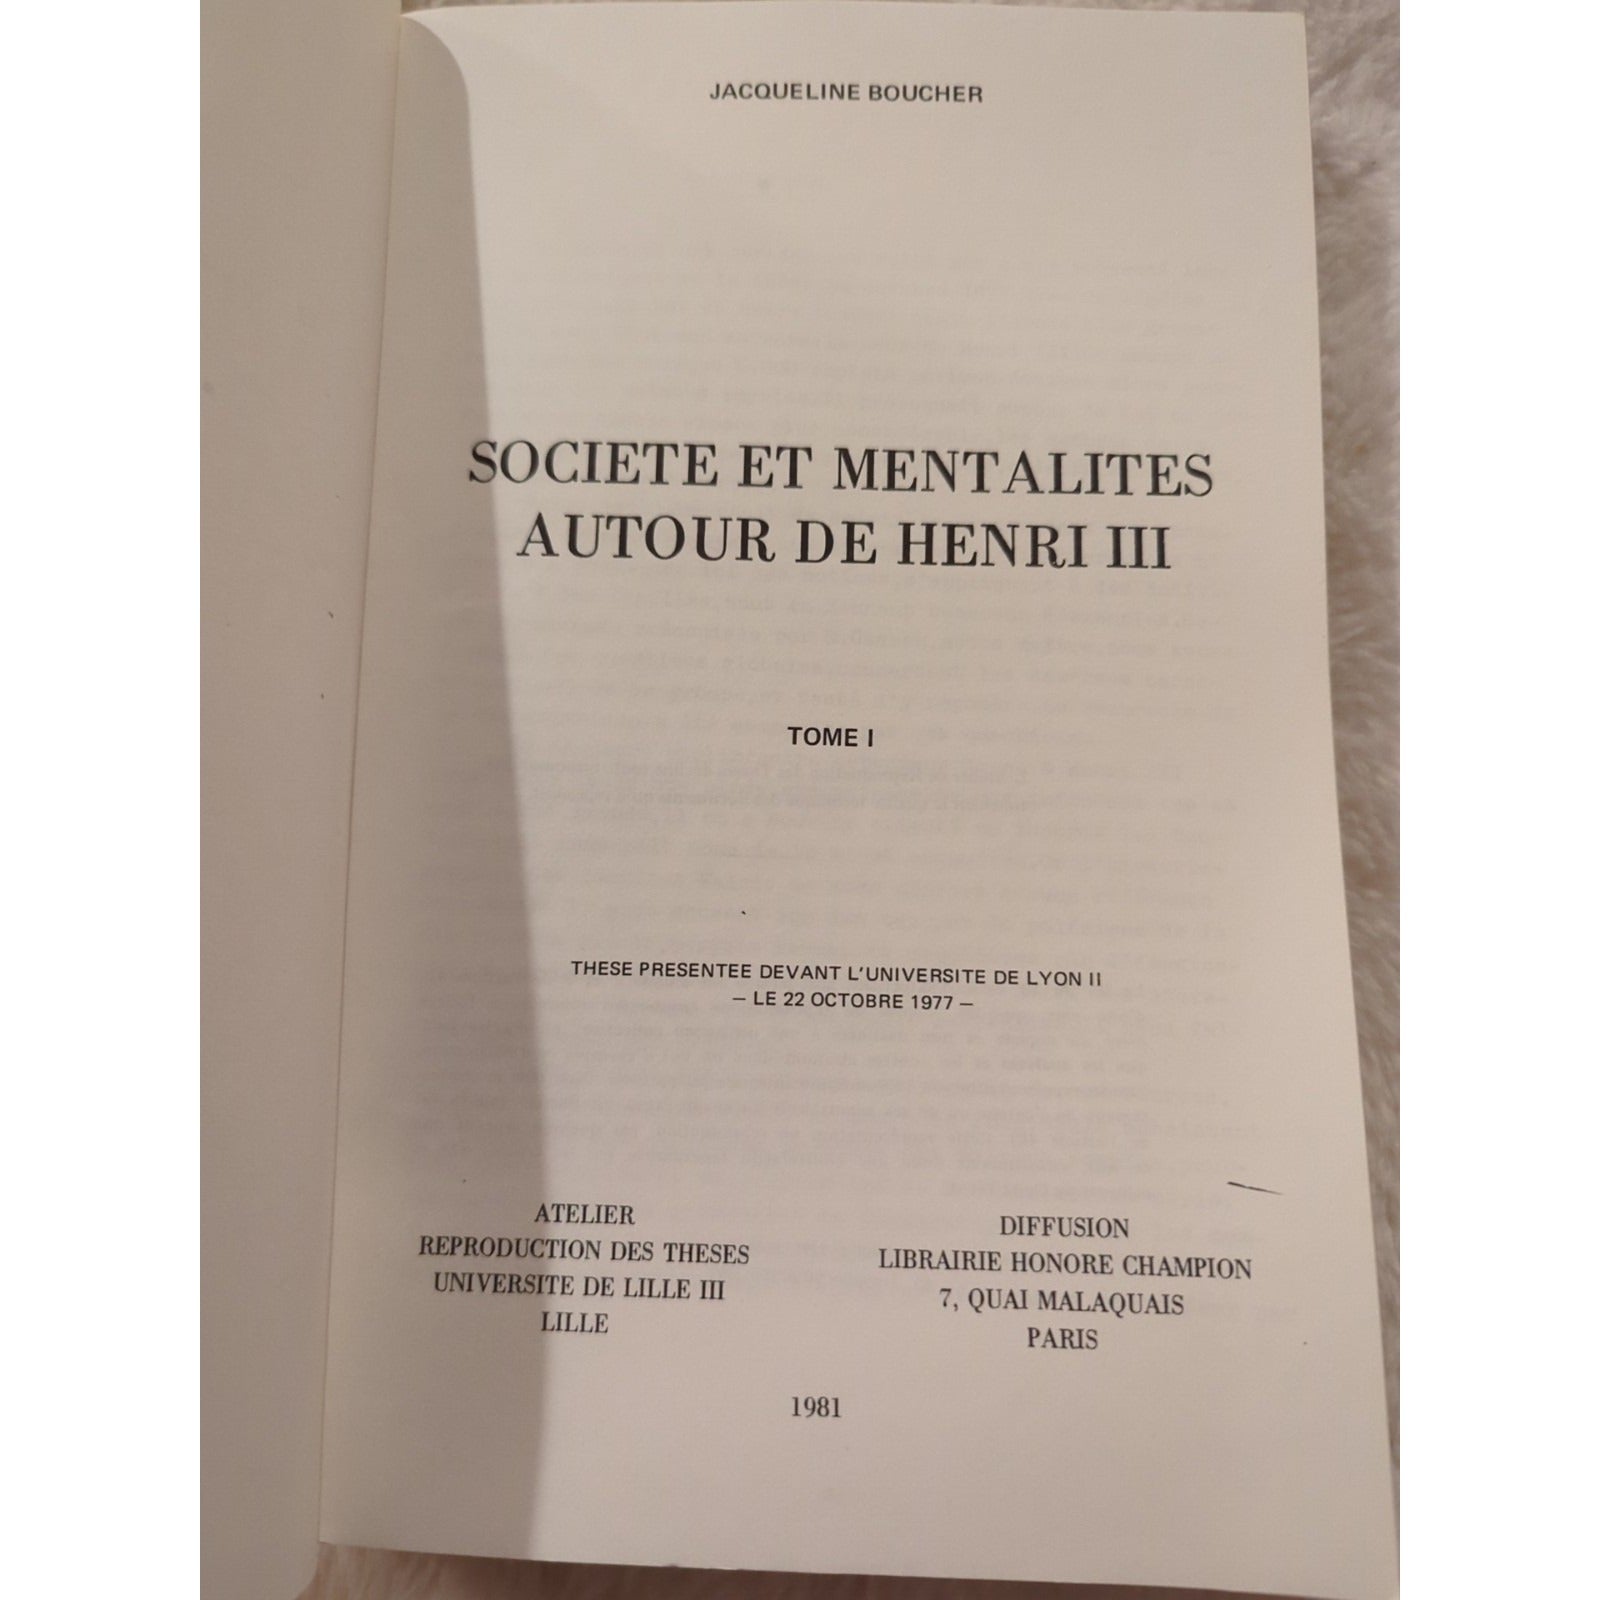 JACQUELINE BOUCHER
SOCIETE ET MENTALITES
AUTOUR DE HENRI III
TOME I
THESE PRESENTEE DEVANT L'UNIVERSITE DE LYON II
– LE 22 OCTOBRE 1977 –
ATELIER
REPRODUCTION DES THESES
UNIVERSITE DE LILLE III
LILLE
DIFFUSION
LIBRAIRIE HONORE CHAMPION
7, QUAI MALAQUAIS
PARIS
1981